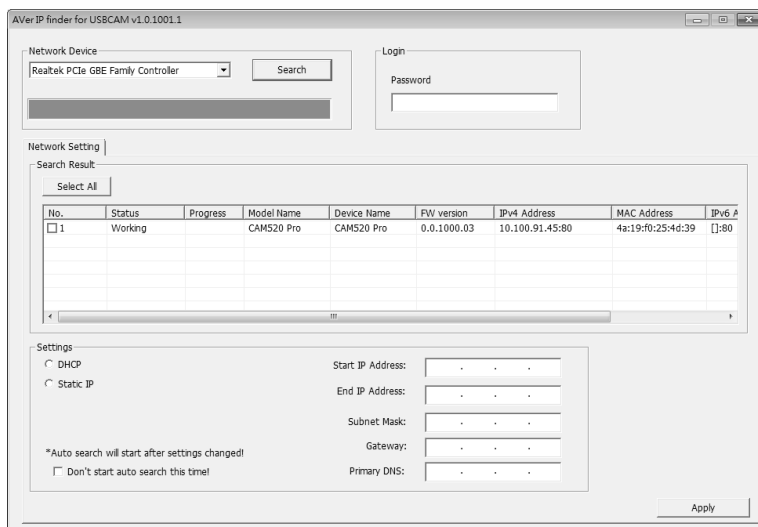 AVer IP finder for USBCAM v1.0.1001.1
Network Device
Realtek PCIe GBE Family Controller
Search
Login
Password
Network Setting
Search Result
Select All
No. Status Progress Model Name Device Name FW version IPv4 Address MAC Address IPv6 A
1 Working CAM520 Pro CAM520 Pro 0.0.1000.03 10.100.91.45:80 4a:19:f0:25:4d:39 []:80
Settings
DHCP
Static IP
*Auto search will start after settings changed!
Don't start auto search this time!
Start IP Address: . . .
End IP Address: . . .
Subnet Mask: . . .
Gateway: . . .
Primary DNS: . . .
Apply